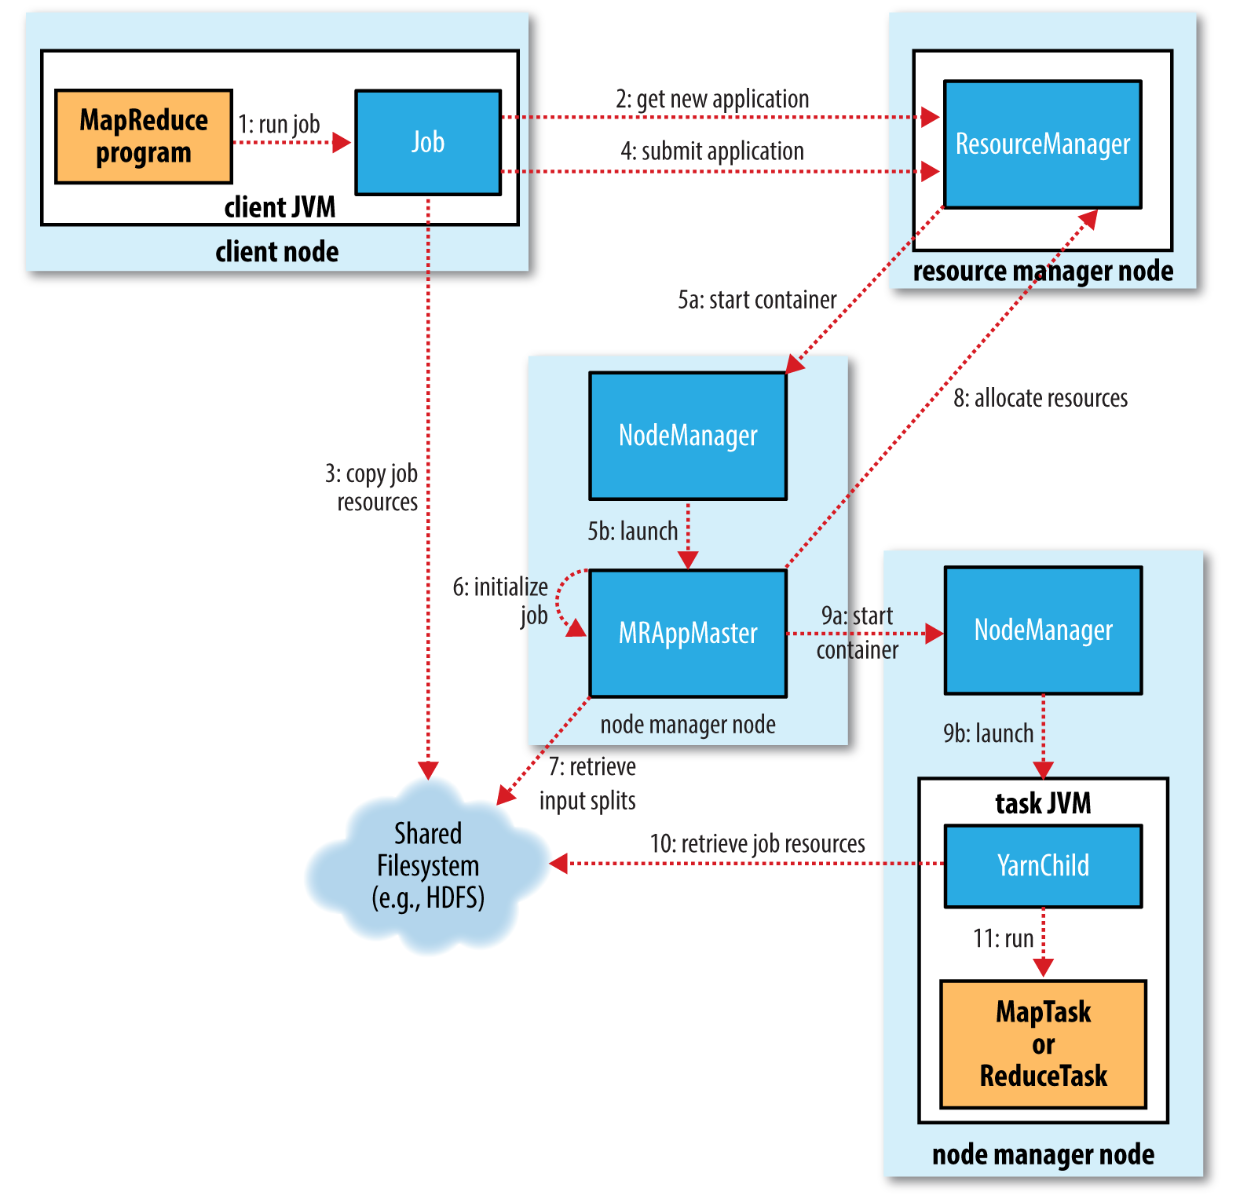 MapReduce
program
1: run job
Job
client JVM
client node
2: get new application
4: submit application
ResourceManager
resource manager node
5a: start container
8: allocate resources
3: copy job
resources
NodeManager
5b: launch
6: initialize
job
MRAppMaster
node manager node
9a: start
container
NodeManager
9b: launch
7: retrieve
input splits
Shared
Filesystem
(e.g., HDFS)
10: retrieve job resources
task JVM
YarnChild
11: run
MapTask
or
ReduceTask
node manager node